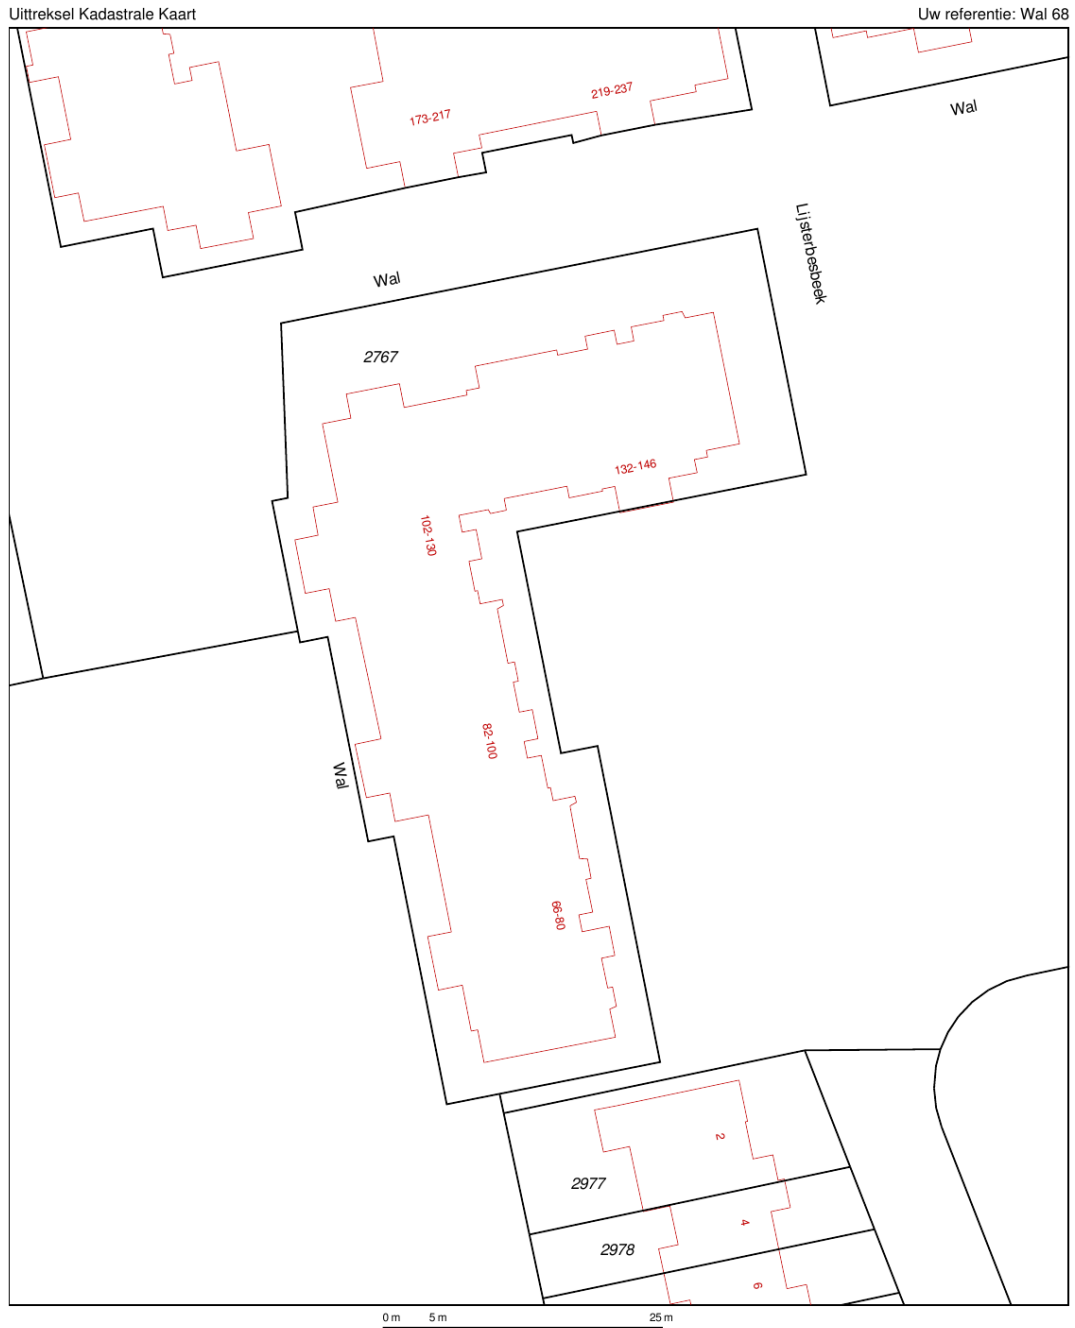 Uittreksel Kadastrale Kaart
Uw referentie: Wal 68
219-237
173-217
Wal
Lijsterbesbeek
Wal
2767
132-146
102-130
82-100
Wal
66-80
2
2977
4
2978
6
0 m 5 m 25 m